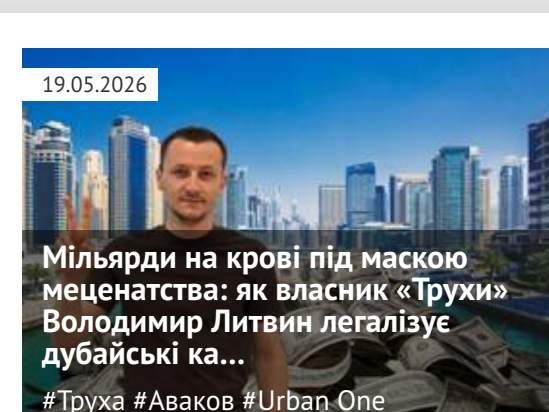 19.05.2026
Мільярди на крові під маскою
меценатства: як власник «Трухи»
Володимир Литвин легалізує
дубайські ка...
#Труха #Аваков #Urban One